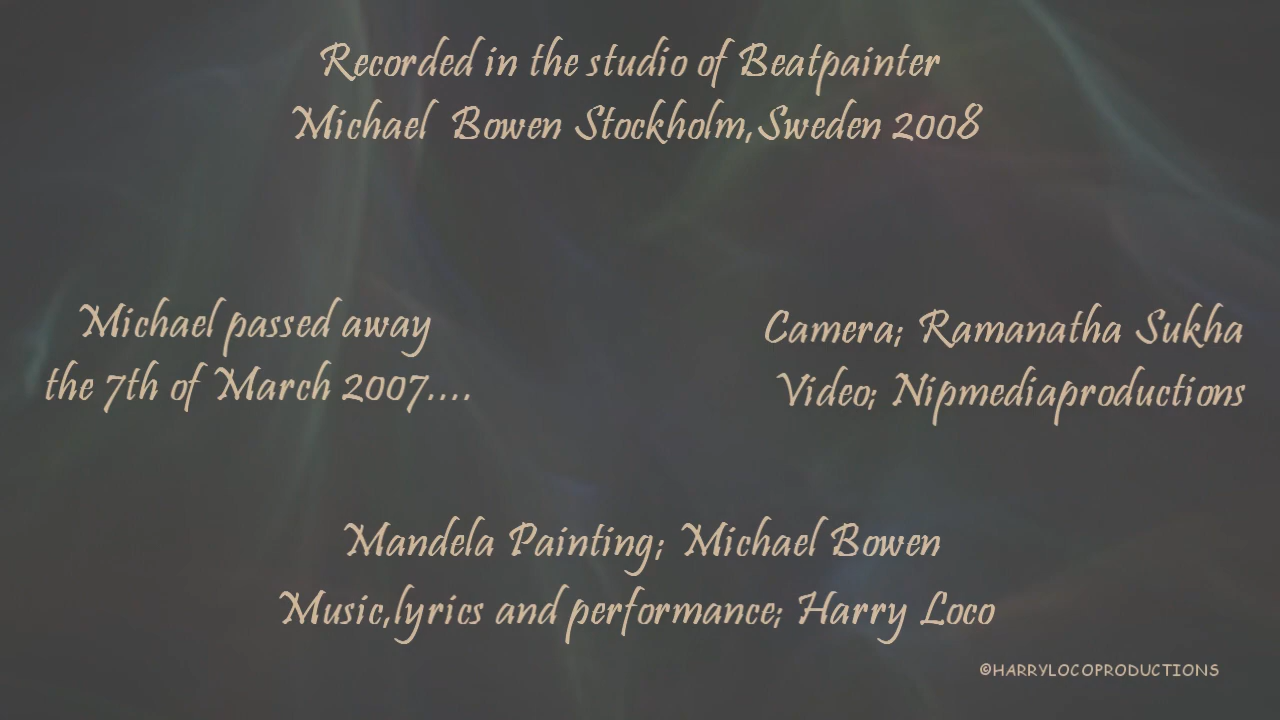 Recorded in the studio of Beatpainter
Michael Bowen Stockholm,Sweden 2008
Michael passed away
the 7th of March 2007....
Camera; Ramanatha Sukha
Video; Nipmediaproductions
Mandela Painting; Michael Bowen
Music,lyrics and performance; Harry Loco
©HARRYLOCOPRODUCTIONS